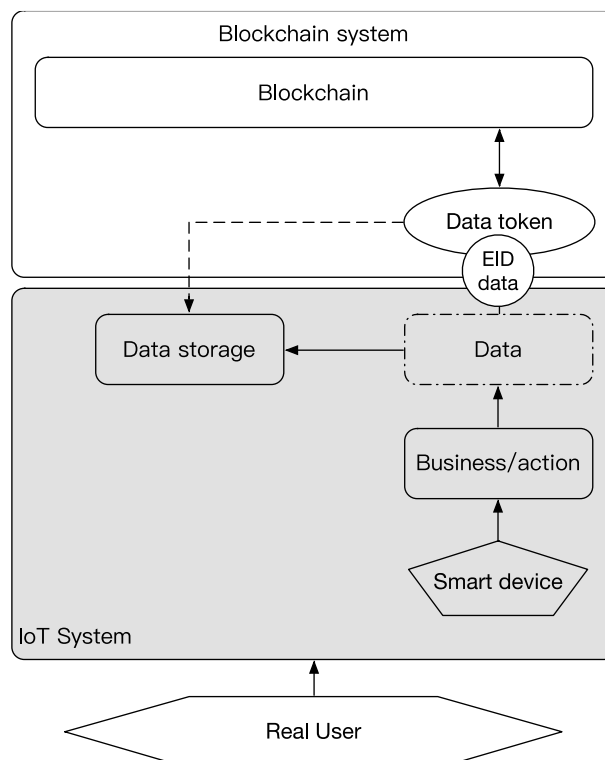 Blockchain system
Blockchain
Data token
EID
data
Data storage
Data
Business/action
Smart device
IoT System
Real User